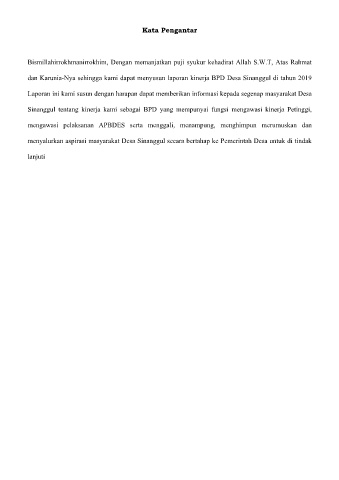 Kata Pengantar
Bismillahirrokhmanirrokhim, Dengan memanjatkan puji syukur kehadirat Allah S.W.T, Atas Rahmat
dan Karunia-Nya sehingga kami dapat menyusun laporan kinerja BPD Desa Sinanggul di tahun 2019
Laporan ini kami susun dengan harapan dapat memberikan informasi kepada segenap masyarakat Desa
Sinanggul tentang kinerja kami sebagai BPD yang mempunyai fungsi mengawasi kinerja Petinggi,
mengawasi pelaksanan APBDES serta menggali, menampung, menghimpun merumuskan dan
menyalurkan aspirasi masyarakat Desa Sinanggul secara bertahap ke Pemerintah Desa untuk di tindak
lanjuti